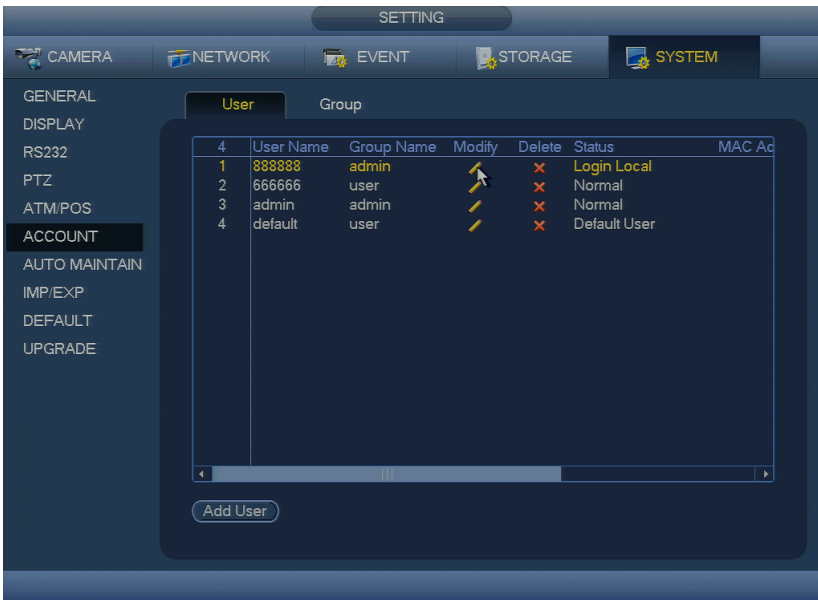 SETTING
CAMERA NETWORK EVENT STORAGE SYSTEM
GENERAL
DISPLAY
RS232
PTZ
ATM/POS
ACCOUNT
AUTO MAINTAIN
IMP/EXP
DEFAULT
UPGRADE
User Group
4 User Name Group Name Modify Delete Status MAC Ad
1 888888 admin Login Local
2 666666 user Normal
3 admin admin Normal
4 default user Default User
Add User